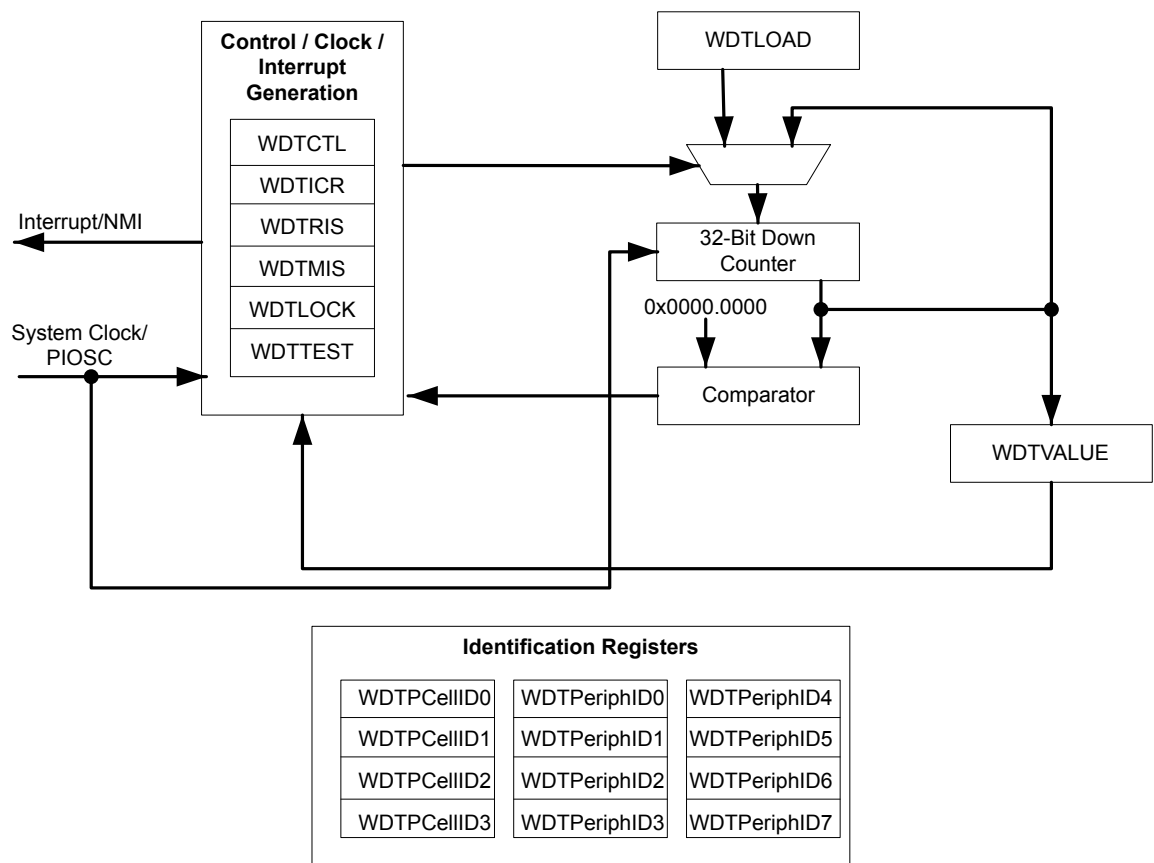 Control / Clock /
Interrupt
Generation
WDTCTL
WDTICR
WDTRIS
WDTMIS
WDTLOCK
WDTTEST
Interrupt/NMI
System Clock/
PIOSC
WDTLOAD
32-Bit Down
Counter
0x0000.0000
Comparator
WDTVALUE
Identification Registers
WDTPCellID0
WDTPeriphID0
WDTPeriphID4
WDTPCellID1
WDTPeriphID1
WDTPeriphID5
WDTPCellID2
WDTPeriphID2
WDTPeriphID6
WDTPCellID3
WDTPeriphID3
WDTPeriphID7